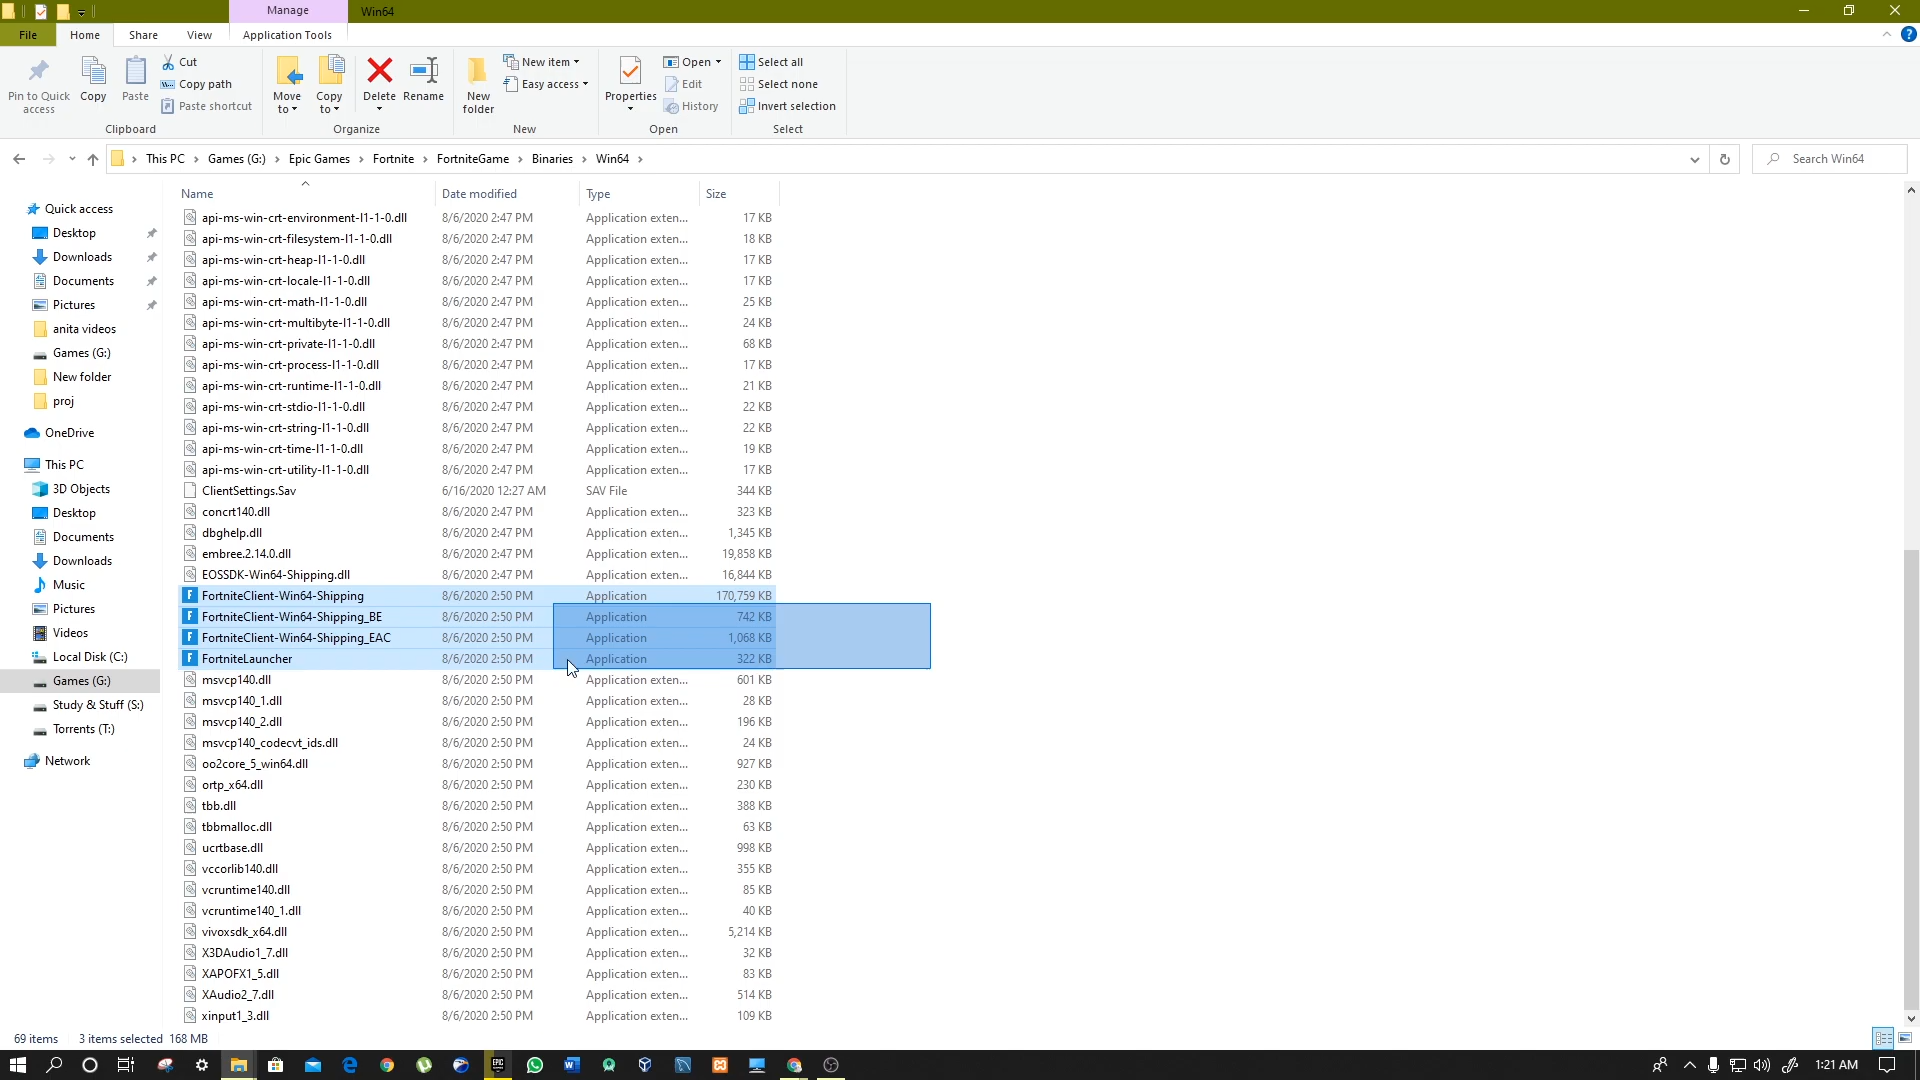 Manage
Win64
File
Home
Share
View
Application Tools
Pin to Quick access
Copy
Paste
Cut
Copy path
Paste shortcut
Clipboard
Move to
Copy to
Delete
Rename
Organize
New folder
New item
Easy access
New
Properties
Open
Edit
History
Open
Select all
Select none
Invert selection
Select
This PC > Games (G:) > Epic Games > Fortnite > FortniteGame > Binaries > Win64 >
Search Win64
Quick access
Desktop
Downloads
Documents
Pictures
anita videos
Games (G:)
New folder
proj
OneDrive
This PC
3D Objects
Desktop
Documents
Downloads
Music
Pictures
Videos
Local Disk (C:)
Games (G:)
Study & Stuff (S:)
Torrents (T:)
Network
Name Date modified Type Size
api-ms-win-crt-environment-l1-1-0.dll 8/6/2020 2:47 PM Application exten... 17 KB
api-ms-win-crt-filesystem-l1-1-0.dll 8/6/2020 2:47 PM Application exten... 18 KB
api-ms-win-crt-heap-l1-1-0.dll 8/6/2020 2:47 PM Application exten... 17 KB
api-ms-win-crt-locale-l1-1-0.dll 8/6/2020 2:47 PM Application exten... 17 KB
api-ms-win-crt-math-l1-1-0.dll 8/6/2020 2:47 PM Application exten... 25 KB
api-ms-win-crt-multibyte-l1-1-0.dll 8/6/2020 2:47 PM Application exten... 24 KB
api-ms-win-crt-private-l1-1-0.dll 8/6/2020 2:47 PM Application exten... 68 KB
api-ms-win-crt-process-l1-1-0.dll 8/6/2020 2:47 PM Application exten... 17 KB
api-ms-win-crt-runtime-l1-1-0.dll 8/6/2020 2:47 PM Application exten... 21 KB
api-ms-win-crt-stdio-l1-1-0.dll 8/6/2020 2:47 PM Application exten... 22 KB
api-ms-win-crt-string-l1-1-0.dll 8/6/2020 2:47 PM Application exten... 22 KB
api-ms-win-crt-time-l1-1-0.dll 8/6/2020 2:47 PM Application exten... 19 KB
api-ms-win-crt-utility-l1-1-0.dll 8/6/2020 2:47 PM Application exten... 17 KB
ClientSettings.Sav 6/16/2020 12:27 AM SAV File 344 KB
concrt140.dll 8/6/2020 2:47 PM Application exten... 323 KB
dbghelp.dll 8/6/2020 2:47 PM Application exten... 1,345 KB
embree.2.14.0.dll 8/6/2020 2:47 PM Application exten... 19,858 KB
EOSSDK-Win64-Shipping.dll 8/6/2020 2:47 PM Application exten... 16,844 KB
FortniteClient-Win64-Shipping 8/6/2020 2:50 PM Application 170,759 KB
FortniteClient-Win64-Shipping_BE 8/6/2020 2:50 PM Application 742 KB
FortniteClient-Win64-Shipping_EAC 8/6/2020 2:50 PM Application 1,068 KB
FortniteLauncher 8/6/2020 2:50 PM Application 322 KB
msvcp140.dll 8/6/2020 2:50 PM Application exten... 601 KB
msvcp140_1.dll 8/6/2020 2:50 PM Application exten... 28 KB
msvcp140_2.dll 8/6/2020 2:50 PM Application exten... 196 KB
msvcp140_codecvt_ids.dll 8/6/2020 2:50 PM Application exten... 24 KB
oo2core_5_win64.dll 8/6/2020 2:50 PM Application exten... 927 KB
ortp_x64.dll 8/6/2020 2:50 PM Application exten... 230 KB
tbb.dll 8/6/2020 2:50 PM Application exten... 388 KB
tbbmalloc.dll 8/6/2020 2:50 PM Application exten... 63 KB
ucrtbase.dll 8/6/2020 2:50 PM Application exten... 998 KB
vccorlib140.dll 8/6/2020 2:50 PM Application exten... 355 KB
vcruntime140.dll 8/6/2020 2:50 PM Application exten... 85 KB
vcruntime140_1.dll 8/6/2020 2:50 PM Application exten... 40 KB
vivoxsdk_x64.dll 8/6/2020 2:50 PM Application exten... 5,214 KB
X3DAudio1_7.dll 8/6/2020 2:50 PM Application exten... 32 KB
XAPOFX1_5.dll 8/6/2020 2:50 PM Application exten... 83 KB
XAudio2_7.dll 8/6/2020 2:50 PM Application exten... 514 KB
xinput1_3.dll 8/6/2020 2:50 PM Application exten... 109 KB
69 items 3 items selected 168 MB
1:21 AM